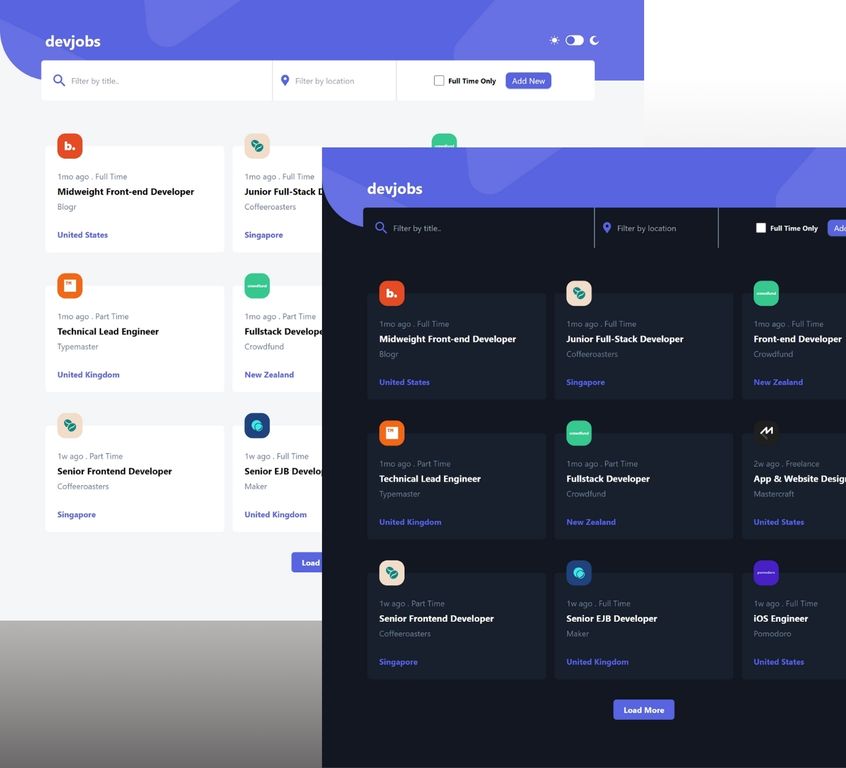 devjobs
Filter by title..
Filter by location
Full Time Only
Add New
b.
1mo ago . Full Time
Midweight Front-end Developer
Blogr
United States
1mo ago . Full Time
Junior Full-Stack
Coffeeroasters
Singapore
TM
1mo ago . Part Time
Technical Lead Engineer
Typemaster
United Kingdom
crowdfund
1mo ago . Part Time
Fullstack
Crowdfund
New Zealand
1w ago . Part Time
Senior Frontend Developer
Coffeeroasters
Singapore
1w ago . Full Time
Senior EJB
Maker
United Kingdom
Load
devjobs
Filter by title..
Filter by location
Full Time Only
b.
1mo ago . Full Time
Midweight Front-end Developer
Blogr
United States
1mo ago . Full Time
Junior Full-Stack Developer
Coffeeroasters
Singapore
crowdfund
1mo ago . Full Time
Front-end Developer
Crowdfund
New Zealand
TM
1mo ago . Part Time
Technical Lead Engineer
Typemaster
United Kingdom
crowdfund
1mo ago . Part Time
Fullstack Developer
Crowdfund
New Zealand
2w ago . Freelance
App & Website
Mastercraft
United States
1w ago . Part Time
Senior Frontend Developer
Coffeeroasters
Singapore
1w ago . Full Time
Senior EJB Developer
Maker
United Kingdom
pomodoro
1w ago . Full Time
iOS Engineer
Pomodoro
United States
Load More